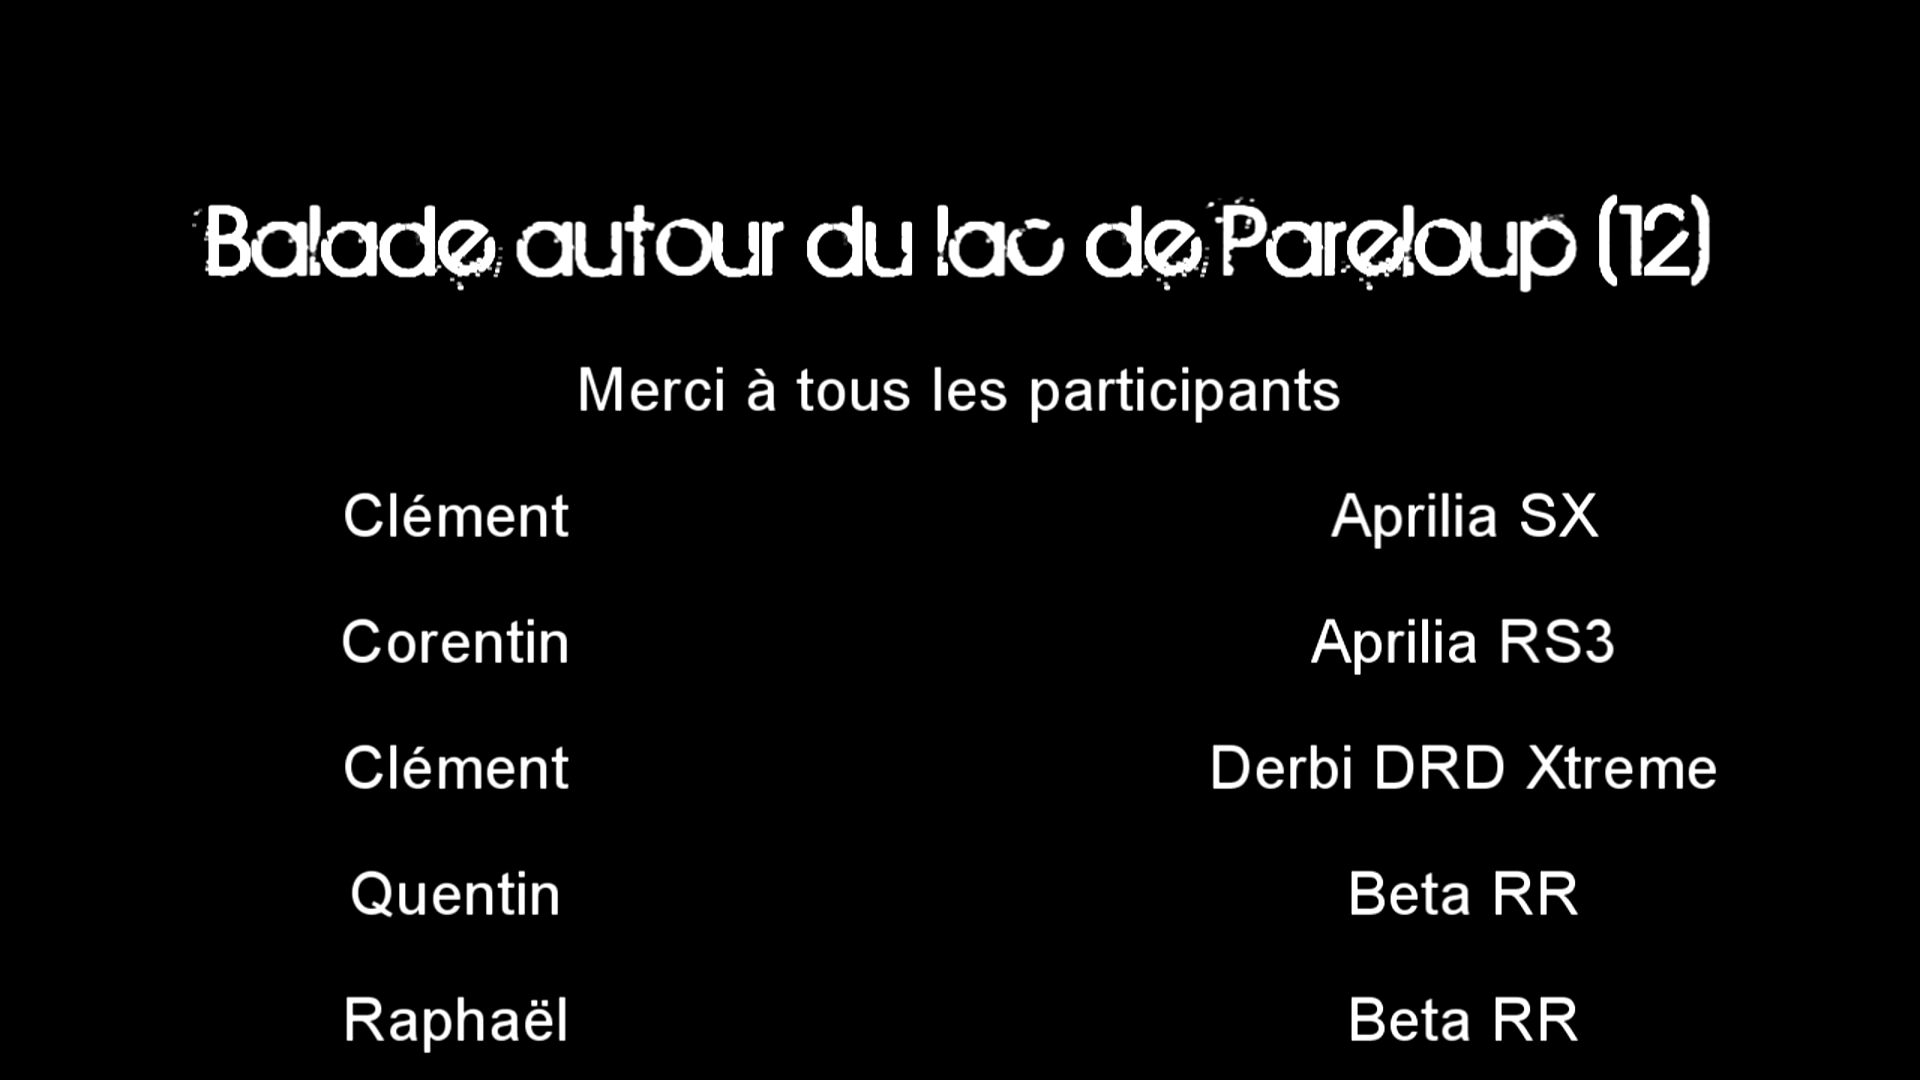 Balade autour du lac de Pareloup (12)
Merci à tous les participants
Clément Aprilia SX
Corentin Aprilia RS3
Clément Derbi DRD Xtreme
Quentin Beta RR
Raphaël Beta RR